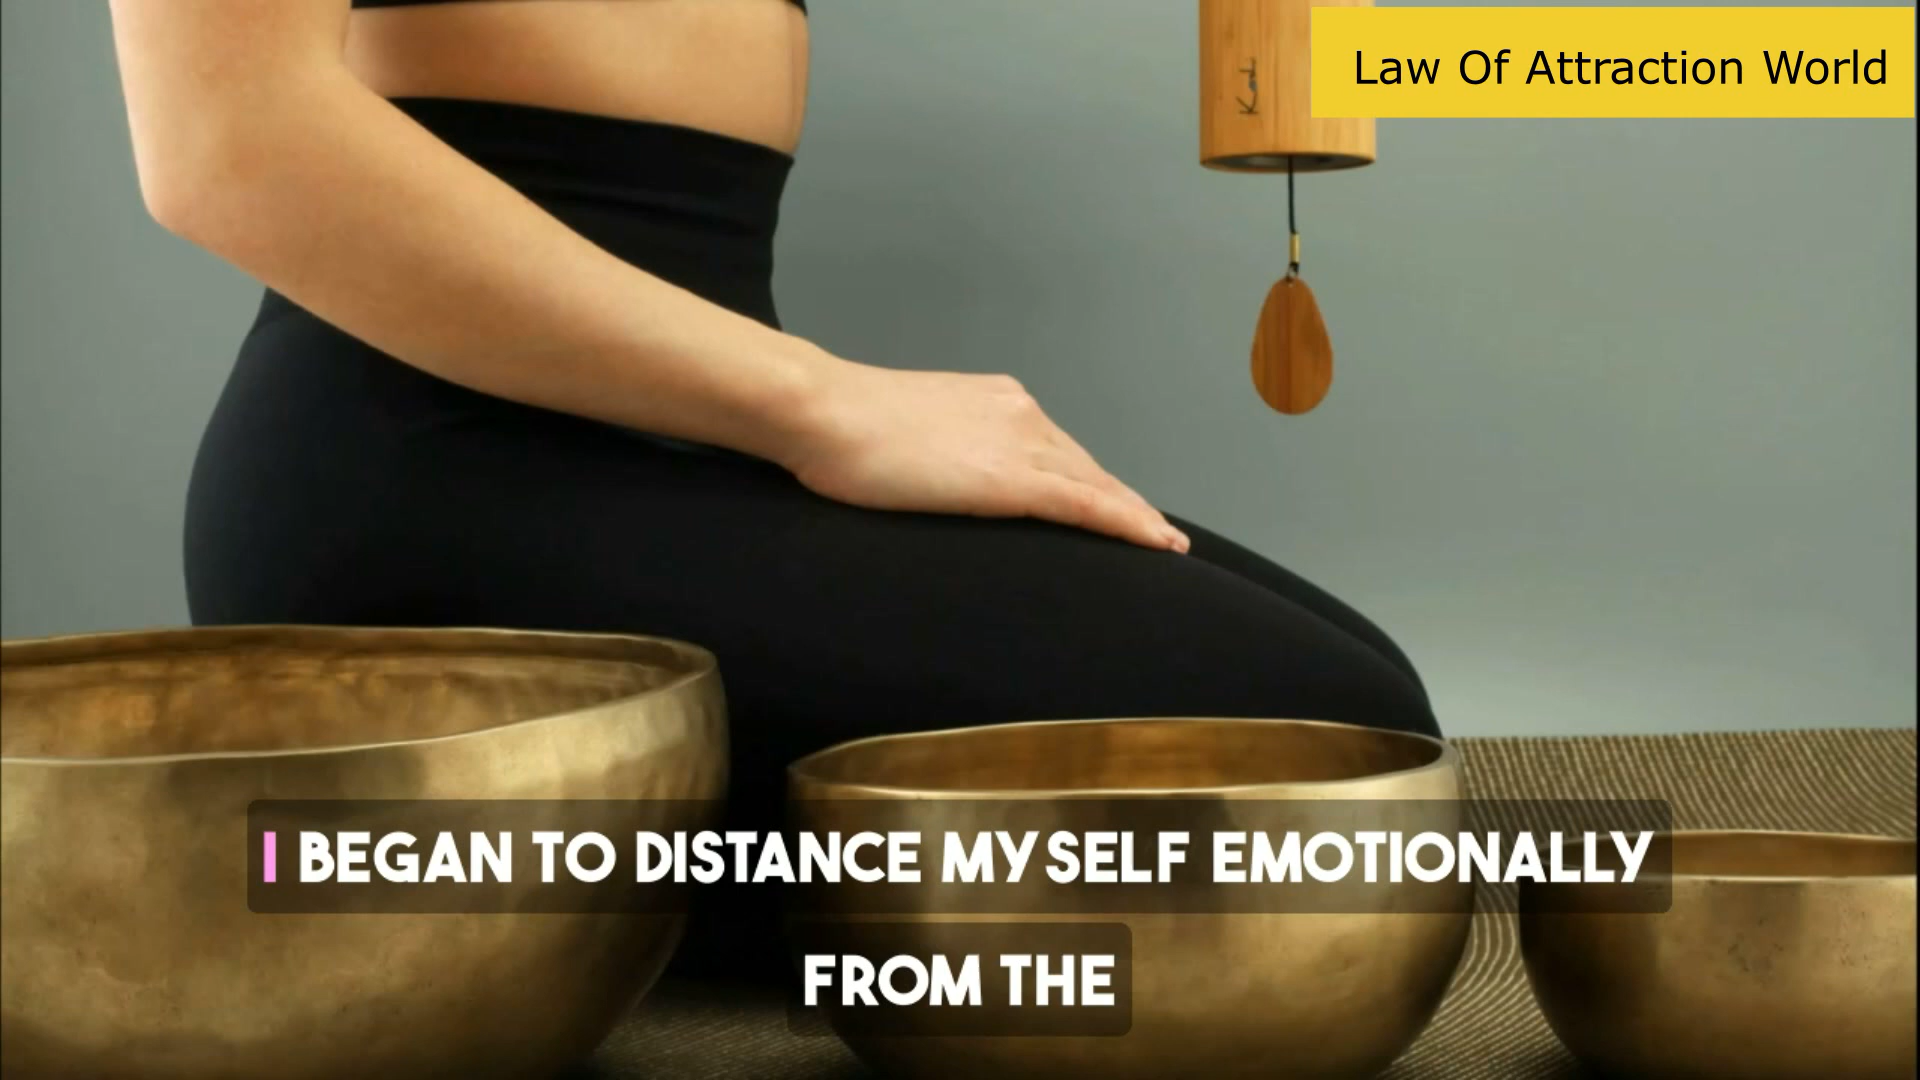 Law Of Attraction World
I BEGAN TO DISTANCE MYSELF EMOTIONALLY
FROM THE